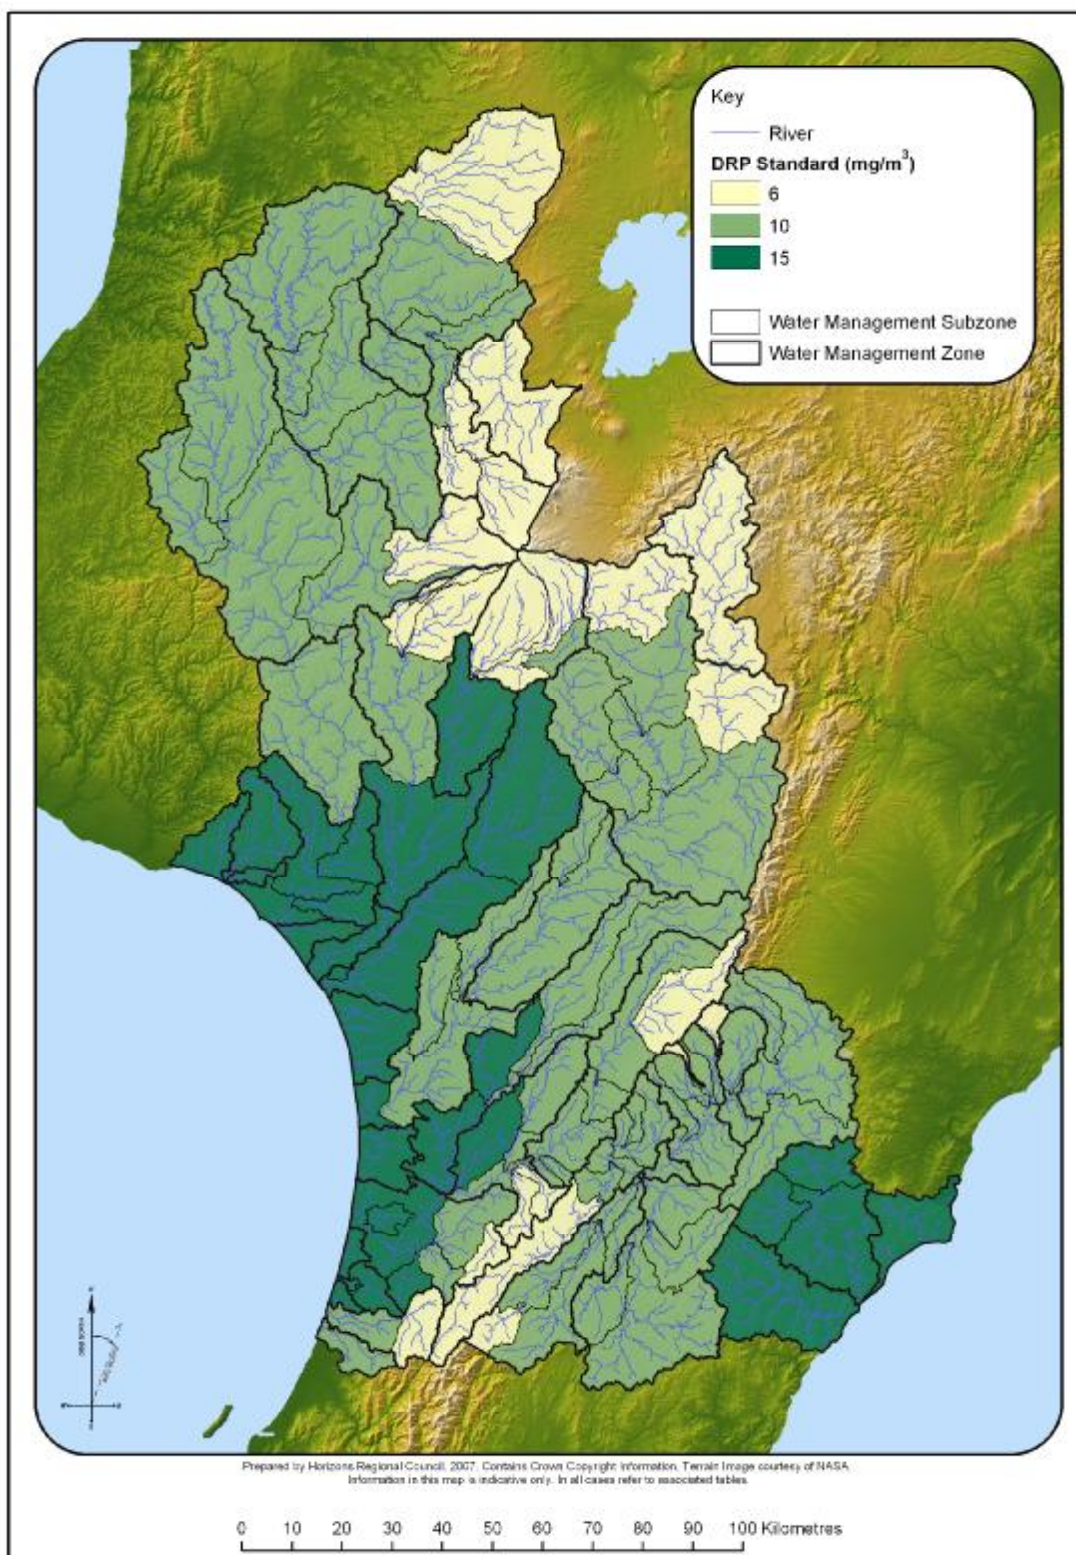 Key
River
DRP Standard (mg/m³)
6
10
15
Water Management Subzone
Water Management Zone
Prepared by Horizons Regional Council, 2007. Contains Crown Copyright Information. Terrain Image courtesy of NASA.
Information in this map is indicative only. In all cases refer to associated tables.
0 10 20 30 40 50 60 70 80 90 100 Kilometres